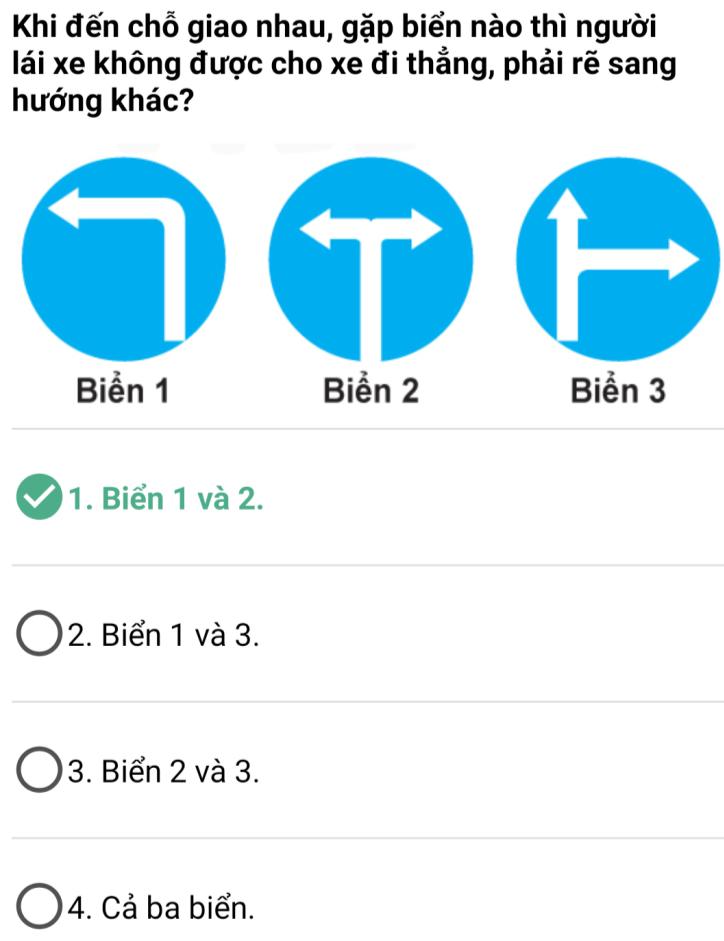 Khi đến chỗ giao nhau, gặp biển nào thì người
lái xe không được cho xe đi thẳng, phải rẽ sang
hướng khác?
Biển 1
Biển 2
Biển 3
1. Biển 1 và 2.
2. Biển 1 và 3.
3. Biển 2 và 3.
4. Cả ba biển.